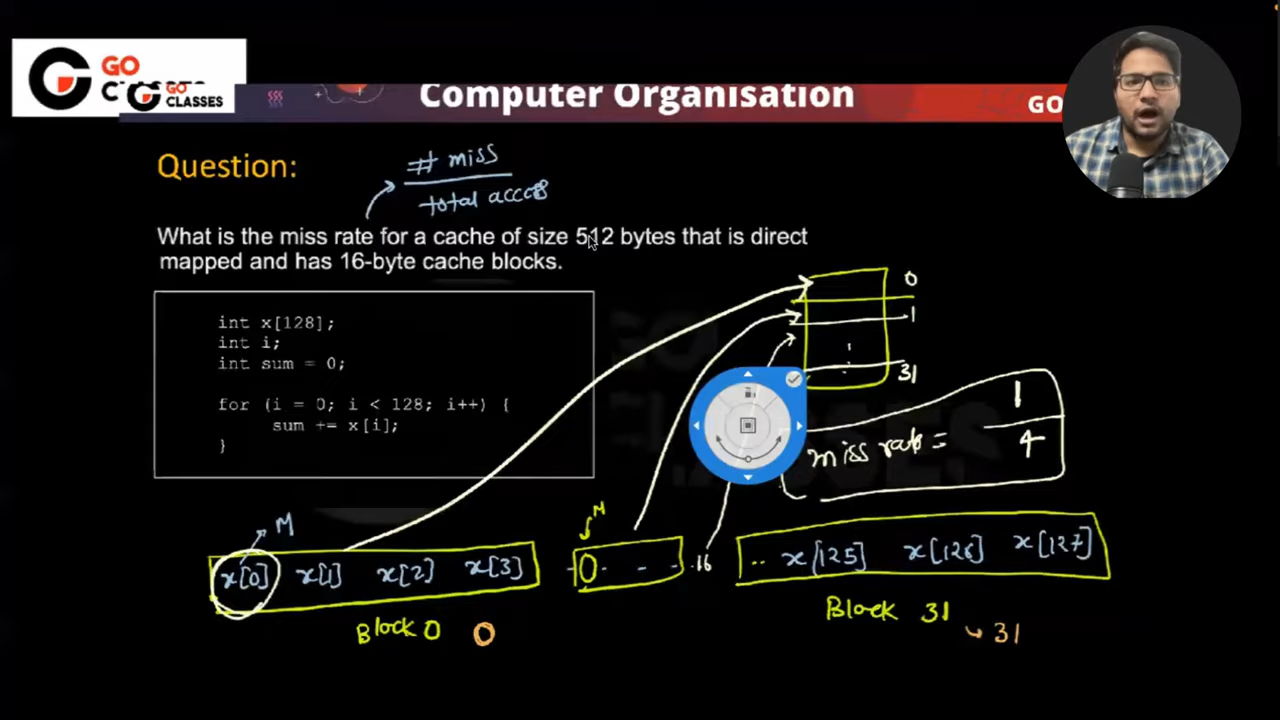 GO
CLASSES
GO
CLASSES
Computer Organisation
GO
Question:
# miss
total access
What is the miss rate for a cache of size 512 bytes that is direct
mapped and has 16-byte cache blocks.
int x[128];
int i;
int sum = 0;
for (i = 0; i < 128; i++) {
sum += x[i];
}
0
1
31
miss rate = 1
4
M
M
x[0] x[1] x[2] x[3]
0 - -
16
.. x[125] x[126] x[127]
Block 0 0
Block 31
31